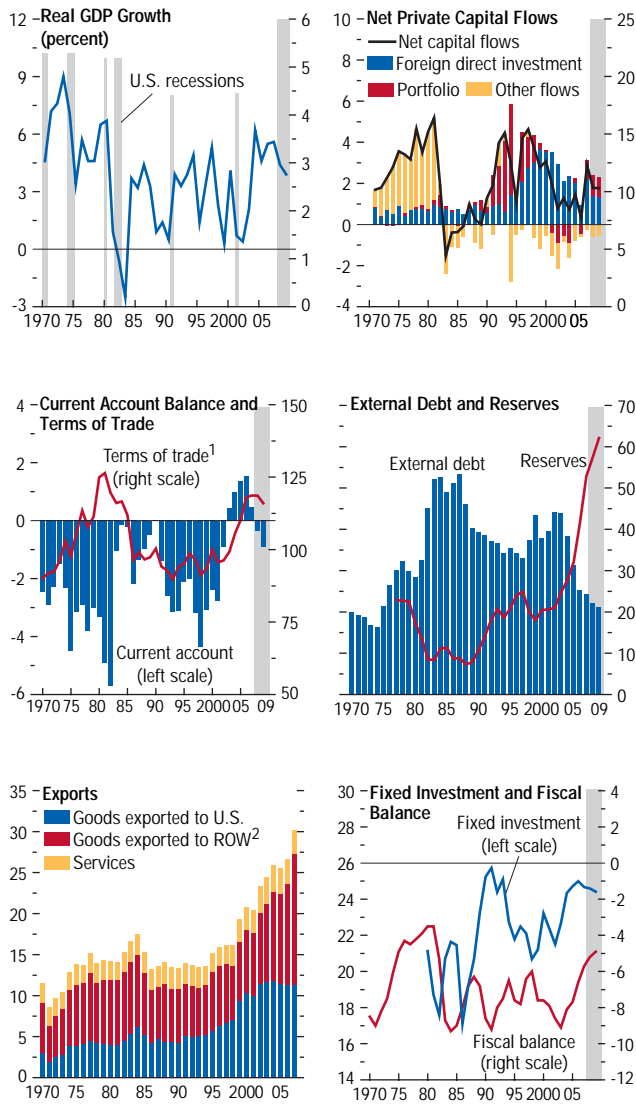 Real GDP Growth
(percent)
U.S. recessions
12
9
6
3
0
-3
6
5
4
3
2
1
0
1970 75 80 85 90 95 2000 05
Net Private Capital Flows
Net capital flows
Foreign direct investment
Portfolio Other flows
10
8
6
4
2
0
-2
-4
25
20
15
10
5
0
1970 75 80 85 90 95 2000 05
Current Account Balance and
Terms of Trade
Terms of trade1
(right scale)
Current account
(left scale)
4
2
0
-2
-4
-6
150
125
100
75
50
1970 75 80 85 90 95 2000 05 09
External Debt and Reserves
External debt
Reserves
70
60
50
40
30
20
10
0
1970 75 80 85 90 95 2000 05 09
Exports
Goods exported to U.S.
Goods exported to ROW2
Services
35
30
25
20
15
10
5
0
1970 75 80 85 90 95 2000 05
Fixed Investment and Fiscal
Balance
Fixed investment
(left scale)
Fiscal balance
(right scale)
30
28
26
24
22
20
18
16
14
4
2
0
-2
-4
-6
-8
-10
-12
1970 75 80 85 90 95 2000 05